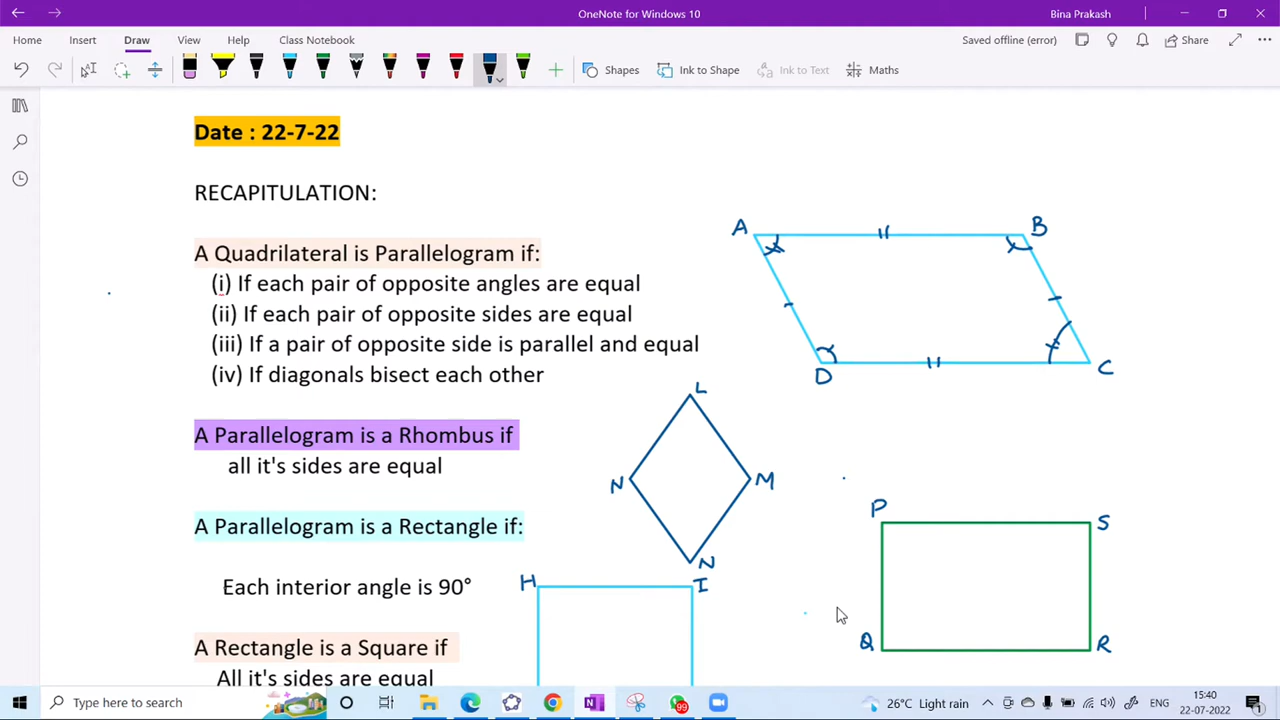 OneNote for Windows 10
Bina Prakash
Home Insert Draw View Help Class Notebook
Saved offline (error)
Share
Shapes
Ink to Shape
Ink to Text
Maths
Date : 22-7-22
RECAPITULATION:
A Quadrilateral is Parallelogram if:
(i) If each pair of opposite angles are equal
(ii) If each pair of opposite sides are equal
(iii) If a pair of opposite side is parallel and equal
(iv) If diagonals bisect each other
A B
D C
A Parallelogram is a Rhombus if
all it's sides are equal
L
N M
N
A Parallelogram is a Rectangle if:
Each interior angle is 90°
P S
Q R
H I
A Rectangle is a Square if
All it's sides are equal
Type here to search
99
26°C Light rain
ENG
15:40
22-07-2022
1